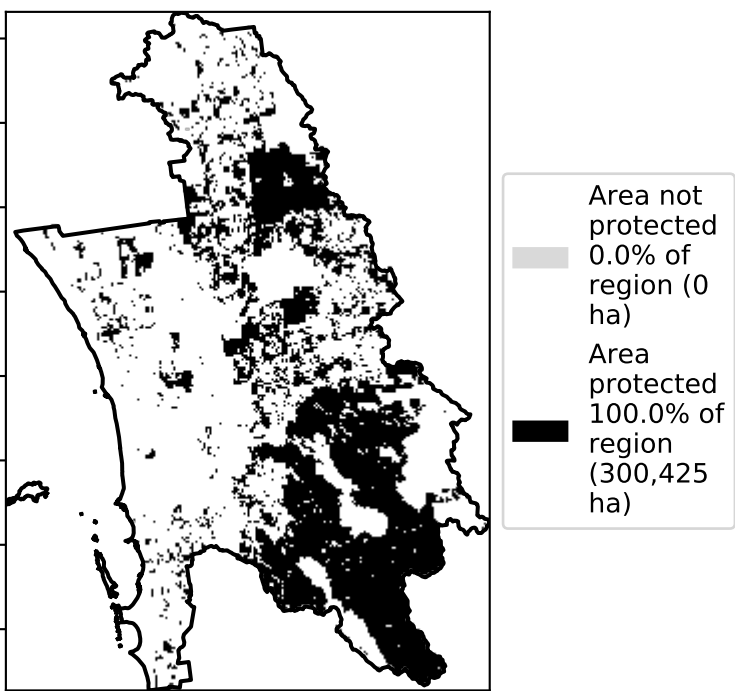 Area not
protected
0.0% of
region (0
ha)
Area
protected
100.0% of
region
(300,425
ha)